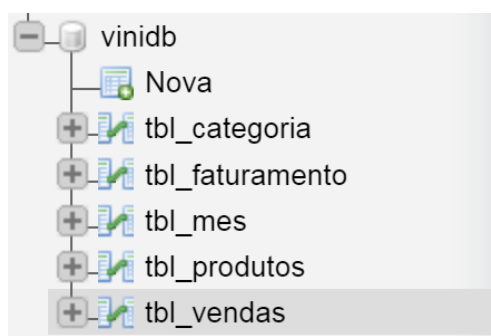 vinidb
Nova
tbl_categoria
tbl_faturamento
tbl_mes
tbl_produtos
tbl_vendas